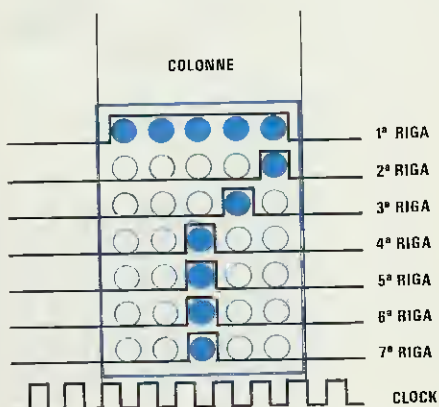 COLONNE
1ª RIGA
2ª RIGA
3ª RIGA
4ª RIGA
5ª RIGA
6ª RIGA
7ª RIGA
CLOCK